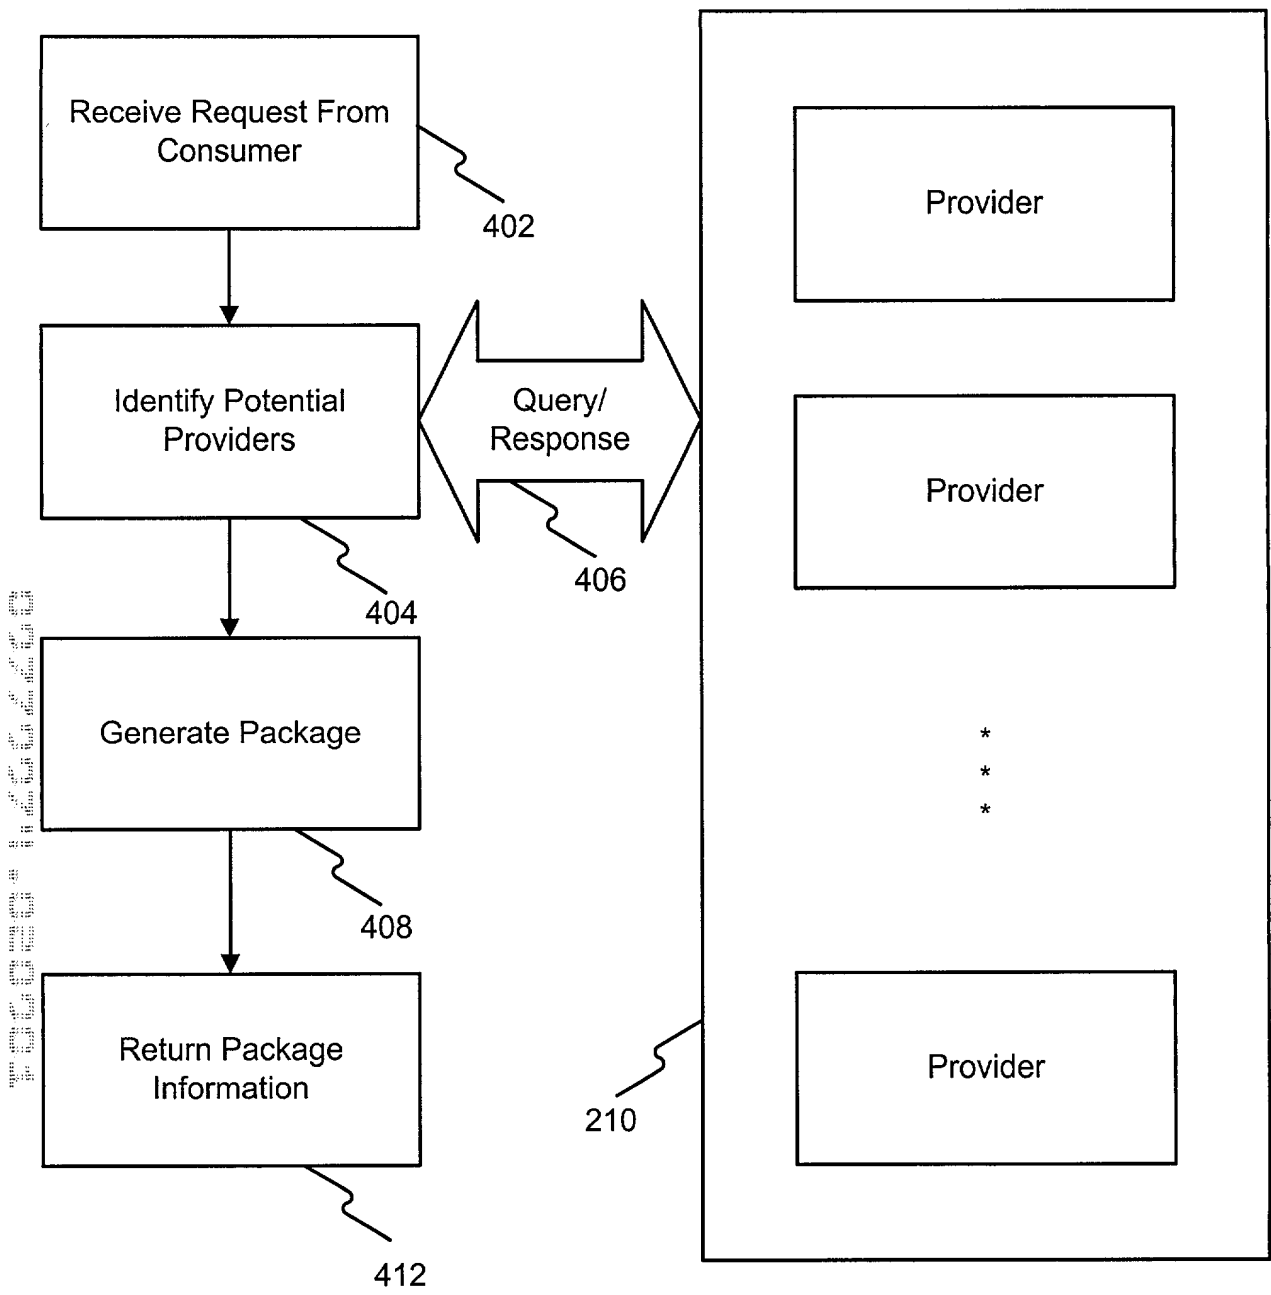 Receive Request From
Consumer
402
Identify Potential
Providers
404
Query/
Response
406
Generate Package
408
Return Package
Information
412
Provider
Provider
*
*
*
Provider
210